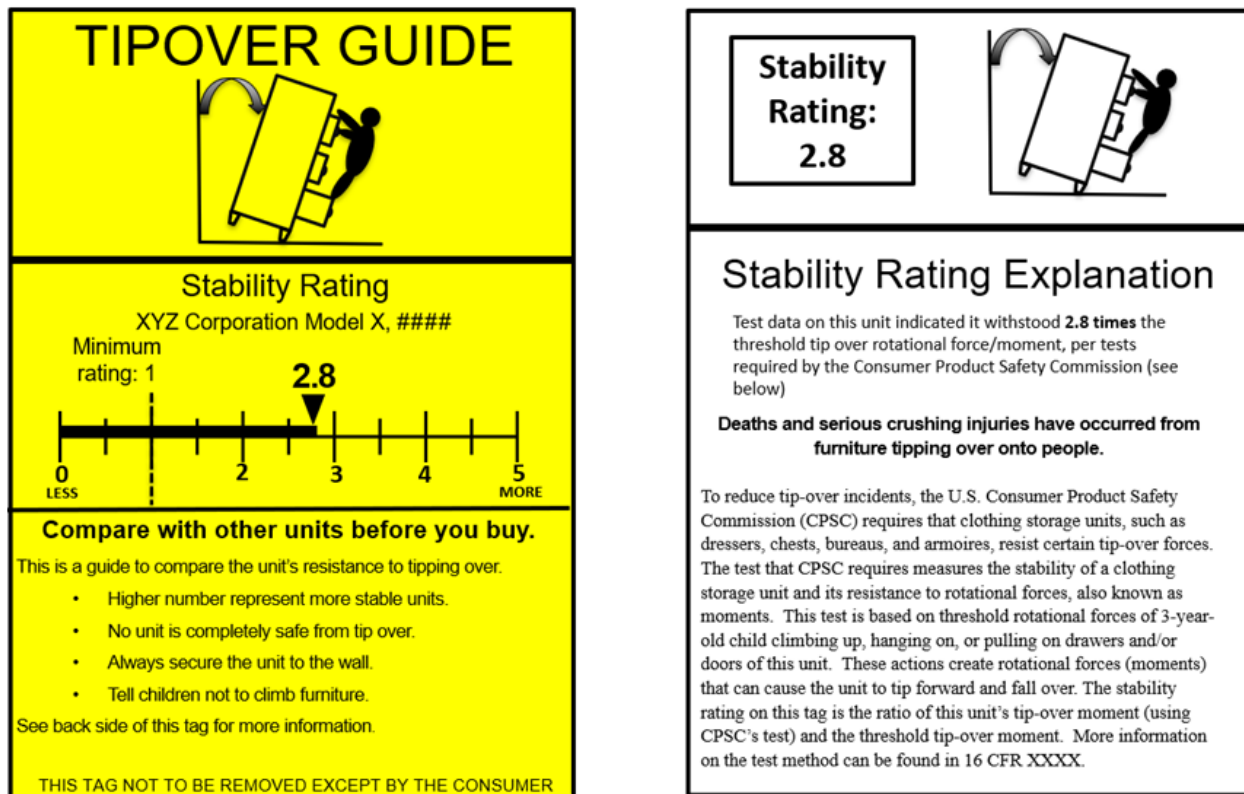 TIPOVER GUIDE
Stability Rating
XYZ Corporation Model X, ####
Minimum
rating: 1
2.8
0 2 3 4 5
LESS MORE
Compare with other units before you buy.
This is a guide to compare the unit's resistance to tipping over.
• Higher number represent more stable units.
• No unit is completely safe from tip over.
• Always secure the unit to the wall.
• Tell children not to climb furniture.
See back side of this tag for more information.
THIS TAG NOT TO BE REMOVED EXCEPT BY THE CONSUMER
Stability
Rating:
2.8
Stability Rating Explanation
Test data on this unit indicated it withstood 2.8 times the
threshold tip over rotational force/moment, per tests
required by the Consumer Product Safety Commission (see
below)
Deaths and serious crushing injuries have occurred from
furniture tipping over onto people.
To reduce tip-over incidents, the U.S. Consumer Product Safety
Commission (CPSC) requires that clothing storage units, such as
dressers, chests, bureaus, and armoires, resist certain tip-over forces.
The test that CPSC requires measures the stability of a clothing
storage unit and its resistance to rotational forces, also known as
moments. This test is based on threshold rotational forces of 3-year-
old child climbing up, hanging on, or pulling on drawers and/or
doors of this unit. These actions create rotational forces (moments)
that can cause the unit to tip forward and fall over. The stability
rating on this tag is the ratio of this unit's tip-over moment (using
CPSC's test) and the threshold tip-over moment. More information
on the test method can be found in 16 CFR XXXX.